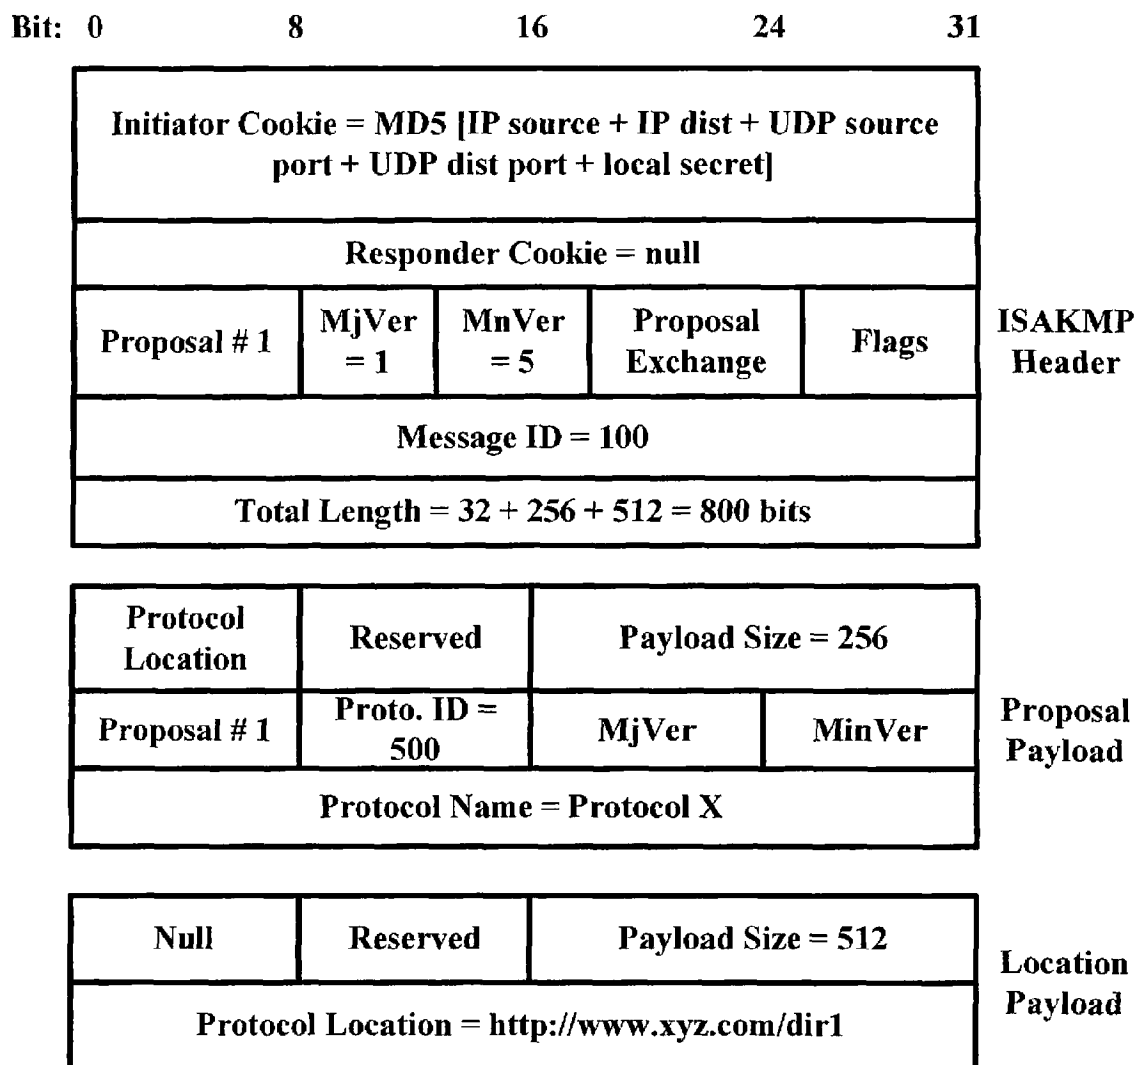 Bit: 0 8 16 24 31
Initiator Cookie = MD5 [IP source + IP dist + UDP source
port + UDP dist port + local secret]
Responder Cookie = null
Proposal # 1
MjVer
= 1
MnVer
= 5
Proposal
Exchange
Flags
ISAKMP
Header
Message ID = 100
Total Length = 32 + 256 + 512 = 800 bits
Protocol
Location
Reserved
Payload Size = 256
Proposal # 1
Proto. ID =
500
MjVer
MinVer
Proposal
Payload
Protocol Name = Protocol X
Null
Reserved
Payload Size = 512
Location
Payload
Protocol Location = http://www.xyz.com/dir1